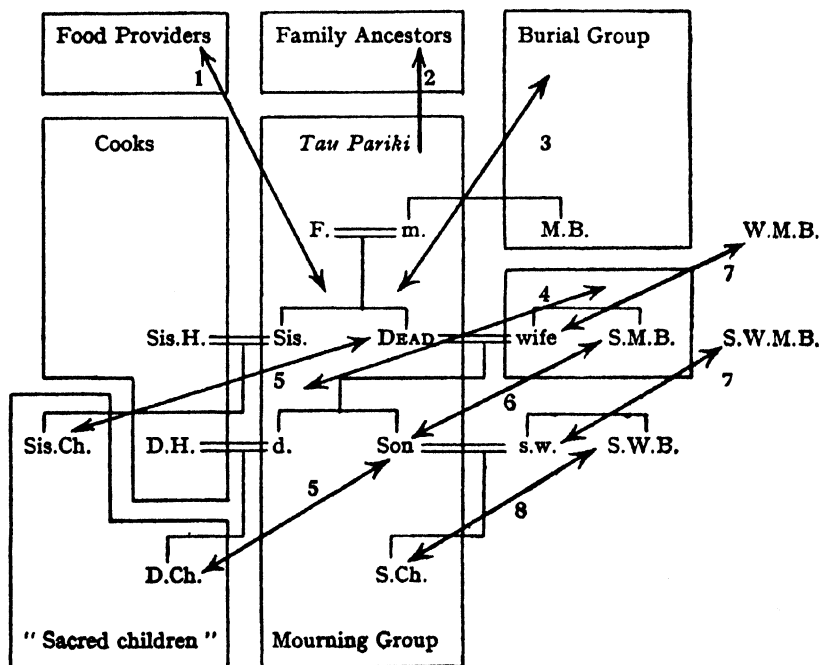 Food Providers Family Ancestors Burial Group
1 2
Cooks Tau Pariki 3
F. m. M.B. W.M.B.
7
4
Sis.H. Sis. DEAD wife S.M.B. S.W.M.B.
5 6 7
Sis.Ch. D.H. d. Son s.w. S.W.B.
5 8
D.Ch. S.Ch.
" Sacred children " Mourning Group